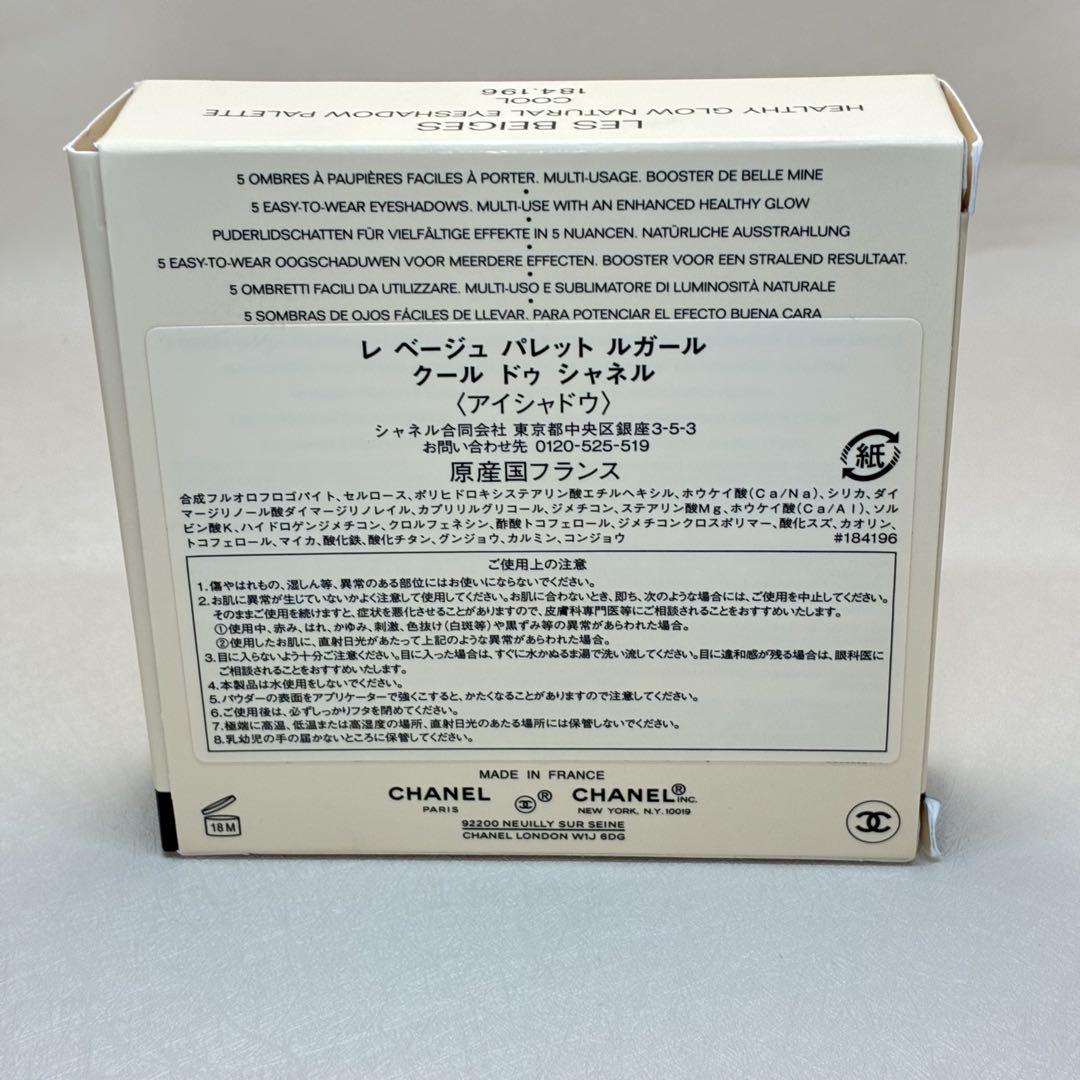 LES BEIGES
HEALTHY GLOW NATURAL EYESHADOW PALETTE
COOL
184.196
5 OMBRES À PAUPIÈRES FACILES À PORTER. MULTI-USAGE. BOOSTER DE BELLE MINE
5 EASY-TO-WEAR EYESHADOWS. MULTI-USE WITH AN ENHANCED HEALTHY GLOW
PUDERLIDSCHATTEN FÜR VIELFÄLTIGE EFFEKTE IN 5 NUANCEN. NATÜRLICHE AUSSTRAHLUNG
5 EASY-TO-WEAR OOGSCHADUWEN VOOR MEERDERE EFFECTEN. BOOSTER VOOR EEN STRALEND RESULTAAT.
5 OMBRETTI FACILI DA UTILIZZARE. MULTI-USO E SUBLIMATORE DI LUMINOSITÀ NATURALE
5 SOMBRAS DE OJOS FÁCILES DE LLEVAR. PARA POTENCIAR EL EFECTO BUENA CARA
レ ベージュ パレット ルガール
クール ドゥ シャネル
〈アイシャドウ〉
シャネル合同会社 東京都中央区銀座3-5-3
お問い合わせ先 0120-525-519
原産国フランス
紙
合成フルオロフロゴパイト、セルロース、ポリヒドロキシステアリン酸エチルヘキシル、ホウケイ酸(Ca/Na)、シリカ、ダイ
マージリノール酸ダイマージリノレイル、カプリリルグリコール、ジメチコン、ステアリン酸Mg、ホウケイ酸(Ca/Al)、ソル
ビン酸K、ハイドロゲンジメチコン、クロルフェネシン、酢酸トコフェロール、ジメチコンクロスポリマー、酸化スズ、カオリン、
トコフェロール、マイカ、酸化鉄、酸化チタン、グンジョウ、カルミン、コンジョウ #184196
ご使用上の注意
1.傷やはれもの、湿しん等、異常のある部位にはお使いにならないでください。
2.お肌に異常が生じていないかよく注意して使用してください。お肌に合わないとき、即ち、次のような場合には、ご使用を中止してください。
そのままご使用を続けますと、症状を悪化させることがありますので、皮膚科専門医等にご相談されることをおすすめいたします。
①使用中、赤み、はれ、かゆみ、刺激、色抜け(白斑等)や黒ずみ等の異常があらわれた場合。
②使用したお肌に、直射日光があたって上記のような異常があらわれた場合。
3.目に入らないよう十分ご注意ください。目に入った場合は、すぐに水かぬるま湯で洗い流してください。目に違和感が残る場合は、眼科医に
ご相談されることをおすすめいたします。
4.本製品は水使用をしないでください。
5.パウダーの表面をアプリケーターで強くこすると、かたくなることがありますので注意してください。
6.ご使用後は、必ずしっかりフタを閉めてください。
7.極端に高温、低温または高湿度の場所、直射日光のあたる場所には保管しないでください。
8.乳幼児の手の届かないところに保管してください。
MADE IN FRANCE
CHANEL ® CHANEL® INC.
PARIS NEW YORK, N.Y. 10019
92200 NEUILLY SUR SEINE
CHANEL LONDON W1J 6DG
18 M